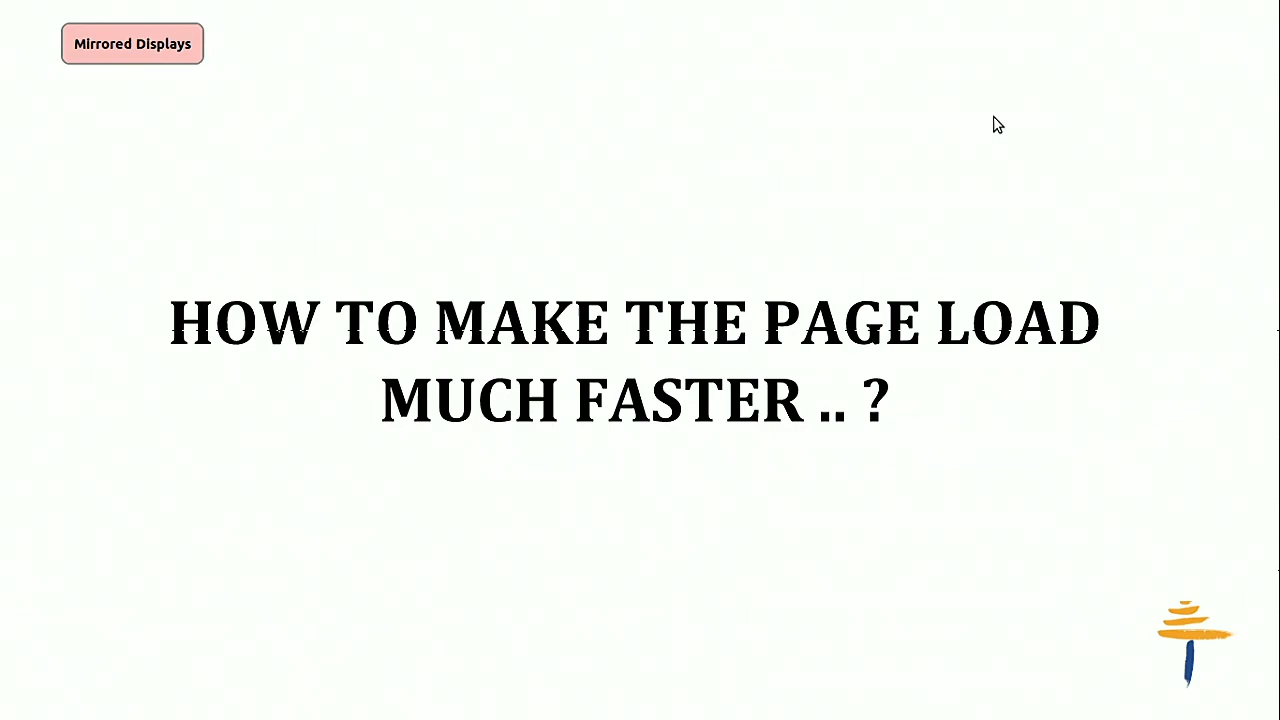 Mirrored Displays
HOW TO MAKE THE PAGE LOAD
MUCH FASTER .. ?